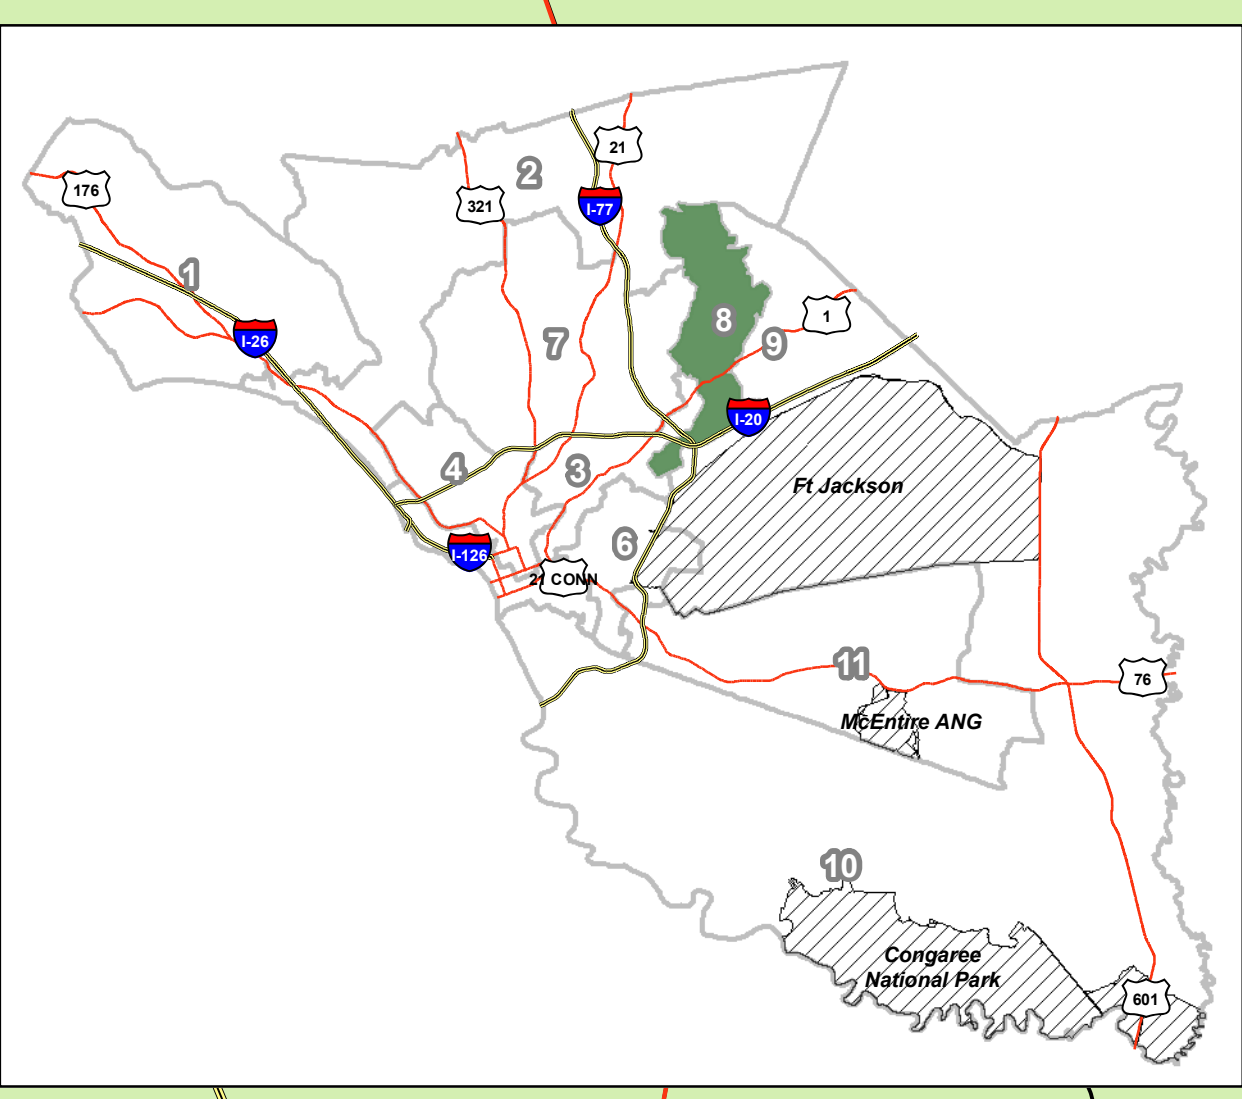 21
2
176
321
I-77
1
8
1
I-26
7
9
I-20
4
3
Ft Jackson
6
I-126
21 CONN
11
76
McEntire ANG
10
Congaree
National Park
601